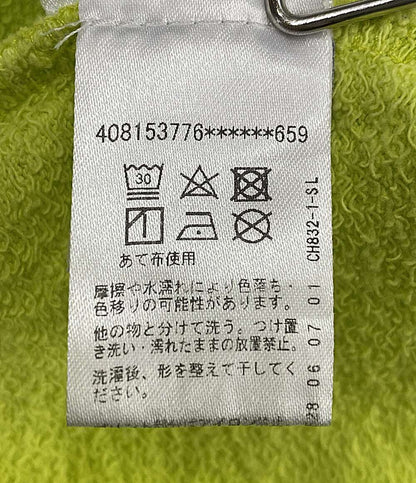 408153776******659
30
あて布使用
摩擦や水濡れにより色落ち・
色移りの可能性があります。
他の物と分けて洗う。つけ置
き洗い・濡れたままの放置禁止。
洗濯後、形を整えて干してく
ださい。
28 06 07 01 CH832-1-SL